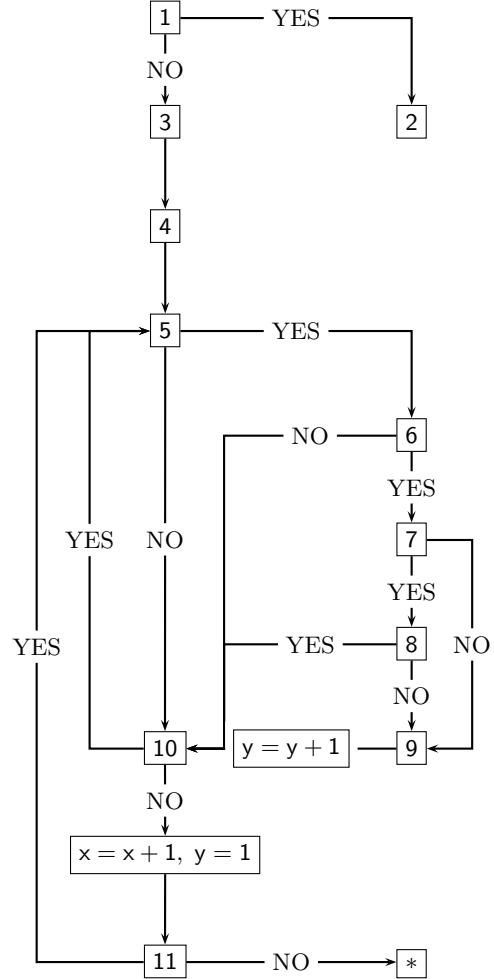 1 YES
NO
3 2
4
5 YES
NO 6
YES
YES NO 7
YES
YES YES 8 NO
NO
10 y = y + 1 9
NO
x = x + 1, y = 1
11 NO *